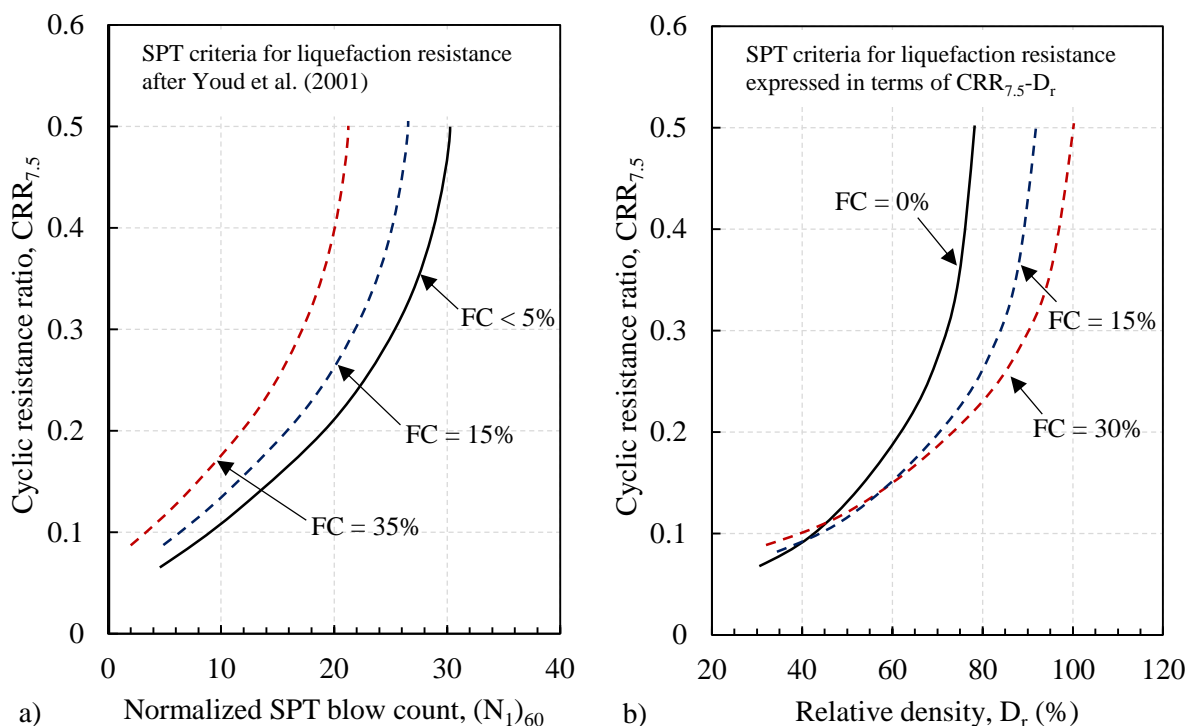 SPT criteria for liquefaction resistance
after Youd et al. (2001)
0.6
0.5
0.4
0.3
0.2
0.1
0
Cyclic resistance ratio, CRR7.5
FC < 5%
FC = 15%
FC = 35%
0 10 20 30 40
a) Normalized SPT blow count, (N1)60
SPT criteria for liquefaction resistance
expressed in terms of CRR7.5-Dr
0.6
0.5
0.4
0.3
0.2
0.1
0
Cyclic resistance ratio, CRR7.5
FC = 0%
FC = 15%
FC = 30%
20 40 60 80 100 120
b) Relative density, Dr (%)